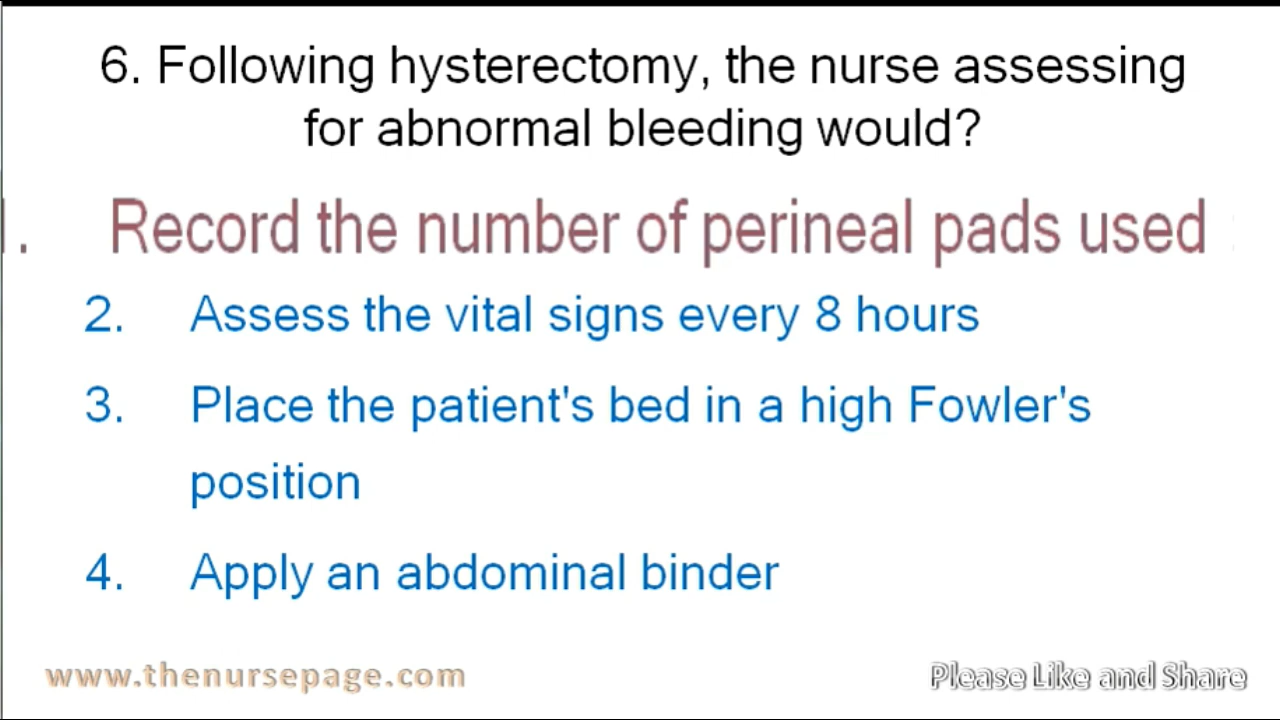 6. Following hysterectomy, the nurse assessing
for abnormal bleeding would?
1. Record the number of perineal pads used
2. Assess the vital signs every 8 hours
3. Place the patient's bed in a high Fowler's
position
4. Apply an abdominal binder
www.thenursepage.com
Please Like and Share